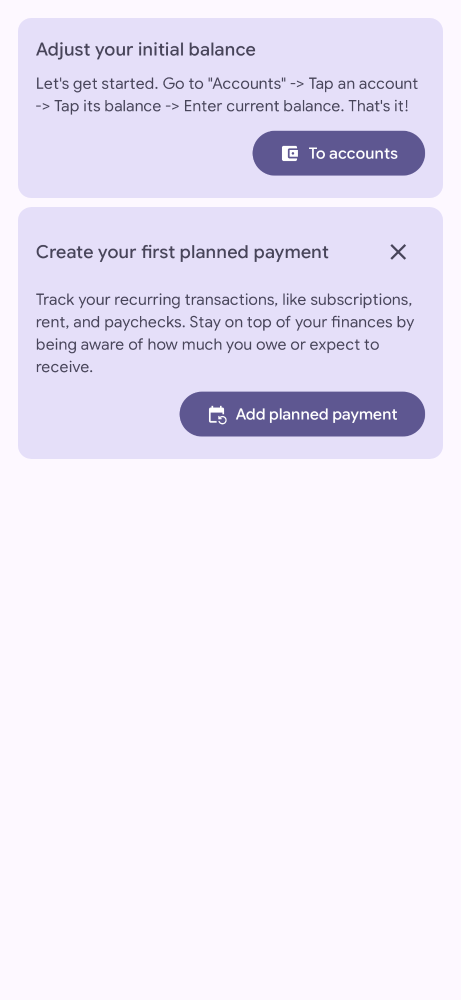 Adjust your initial balance
Let's get started. Go to "Accounts" -> Tap an account
-> Tap its balance -> Enter current balance. That's it!
To accounts
Create your first planned payment
Track your recurring transactions, like subscriptions,
rent, and paychecks. Stay on top of your finances by
being aware of how much you owe or expect to
receive.
Add planned payment